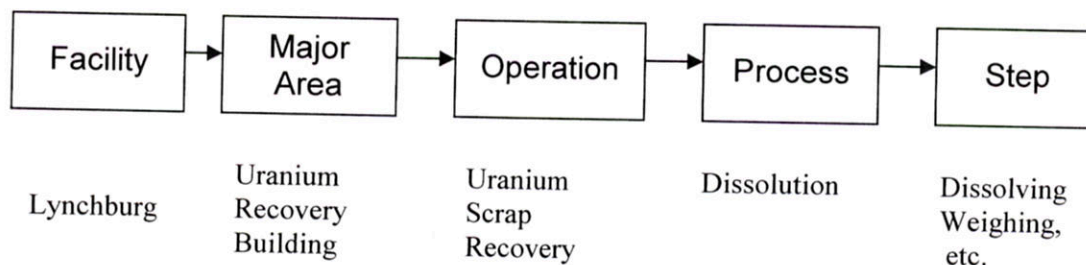 Facility
Major
Area
Operation
Process
Step
Lynchburg
Uranium
Recovery
Building
Uranium
Scrap
Recovery
Dissolution
Dissolving
Weighing,
etc.